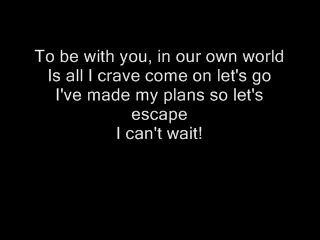 To be with you, in our own world
Is all I crave come on let's go
I've made my plans so let's
escape
I can't wait!